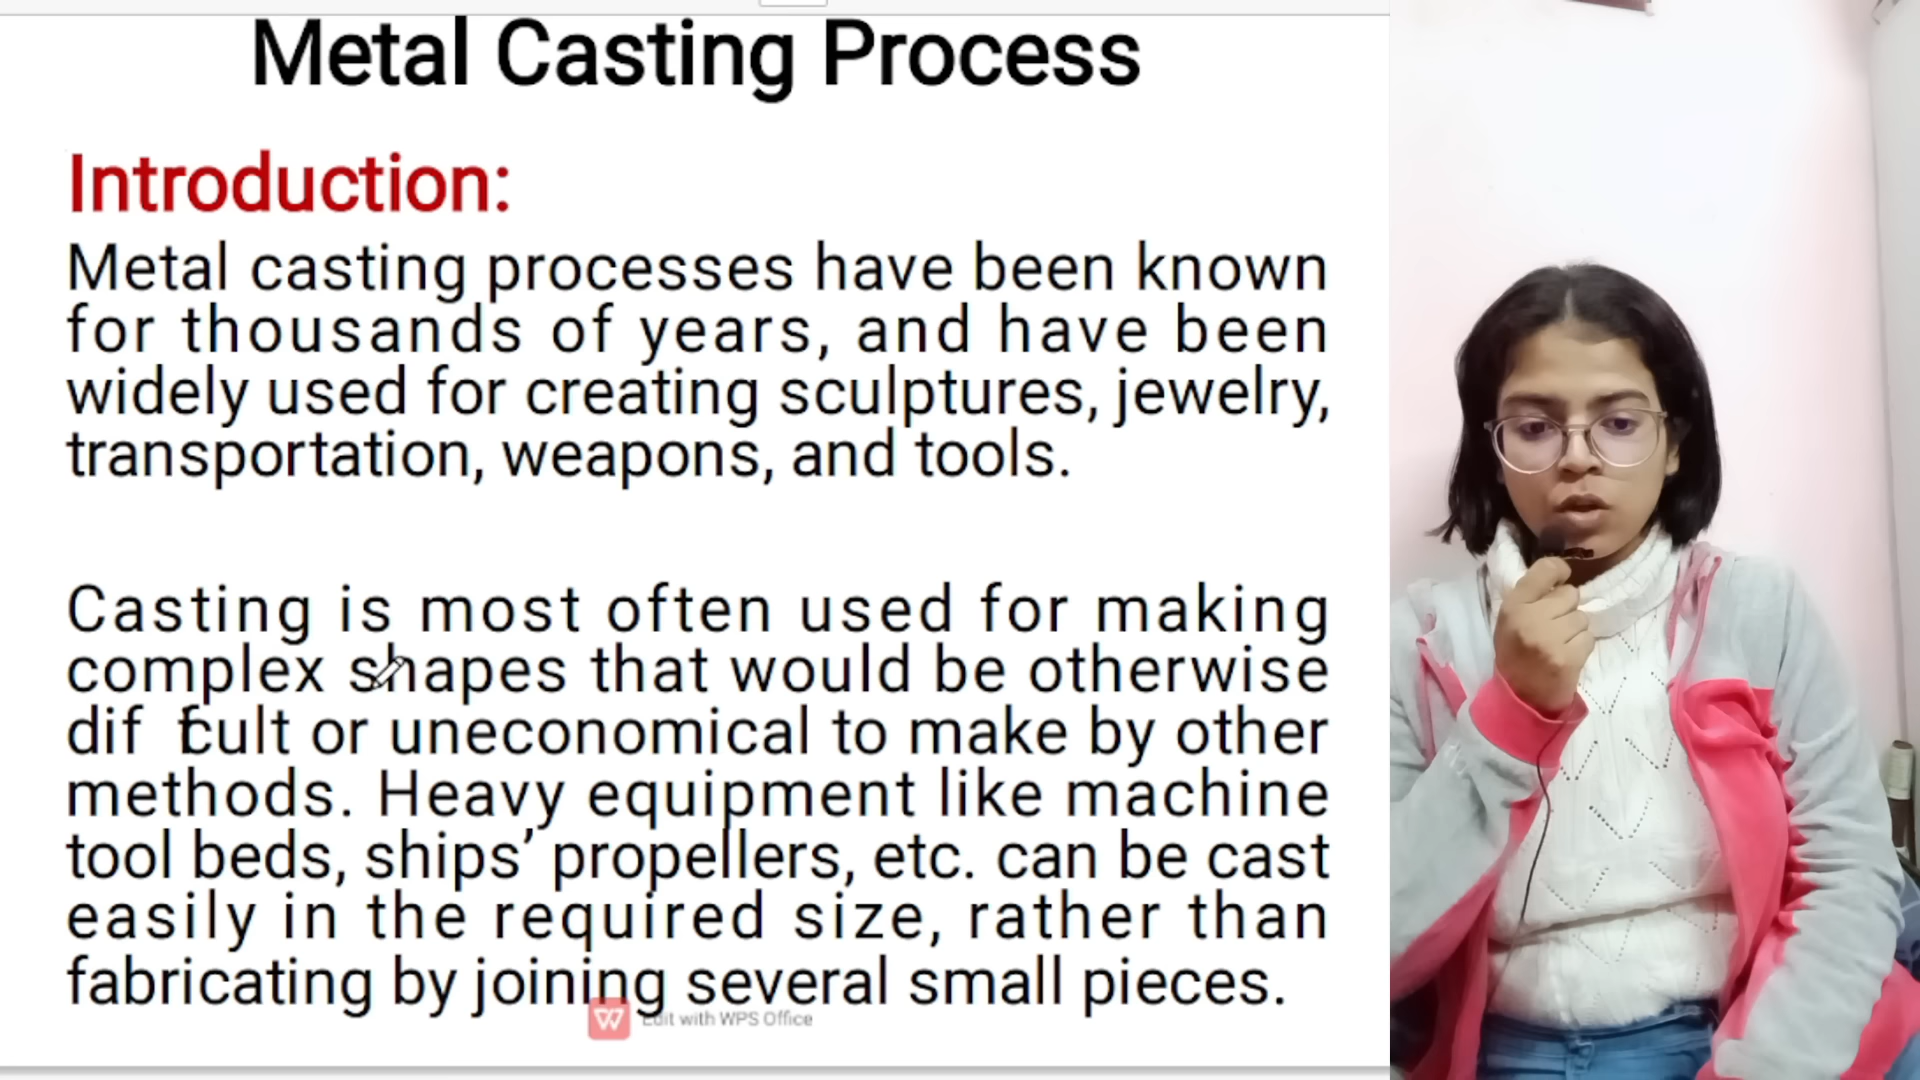 Metal Casting Process
Introduction:
Metal casting processes have been known
for thousands of years, and have been
widely used for creating sculptures, jewelry,
transportation, weapons, and tools.
Casting is most often used for making
complex shapes that would be otherwise
dif fcult or uneconomical to make by other
methods. Heavy equipment like machine
tool beds, ships’ propellers, etc. can be cast
easily in the required size, rather than
fabricating by joining several small pieces.
Edit with WPS Office